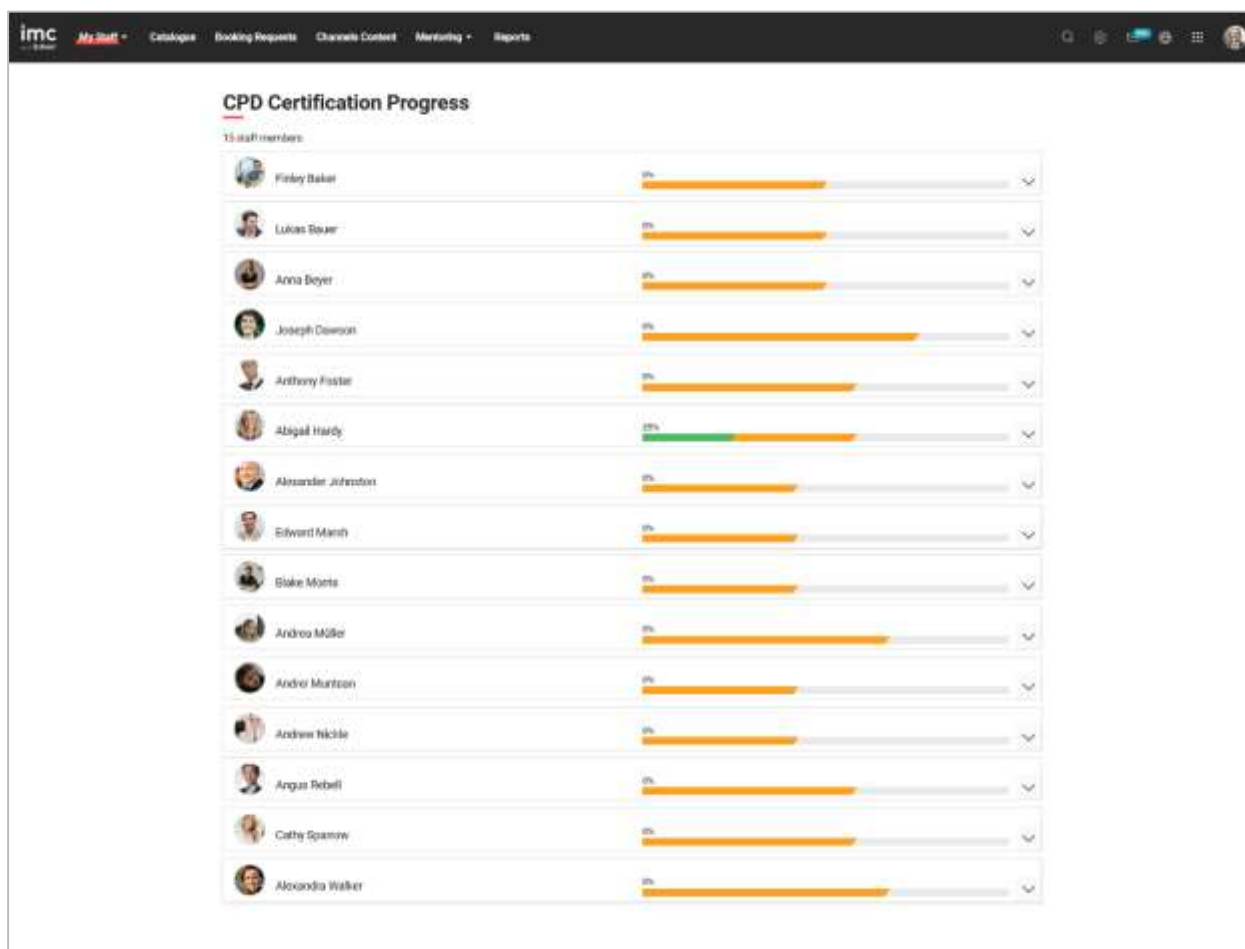 imc My Staff Catalogue Booking Requests Channels Content Mentoring Reports
CPD Certification Progress
15 staff members
Finley Baker 0%
Lukas Bauer 0%
Anna Beyer 0%
Joseph Dawson 0%
Anthony Foster 0%
Abigail Hardy 25%
Alexander Johnston 0%
Edward Marsh 0%
Blake Morris 0%
Andrea Müller 0%
Andrei Muntean 0%
Andrew Nickle 0%
Angus Rebell 0%
Cathy Sparrow 0%
Alexandra Walker 0%